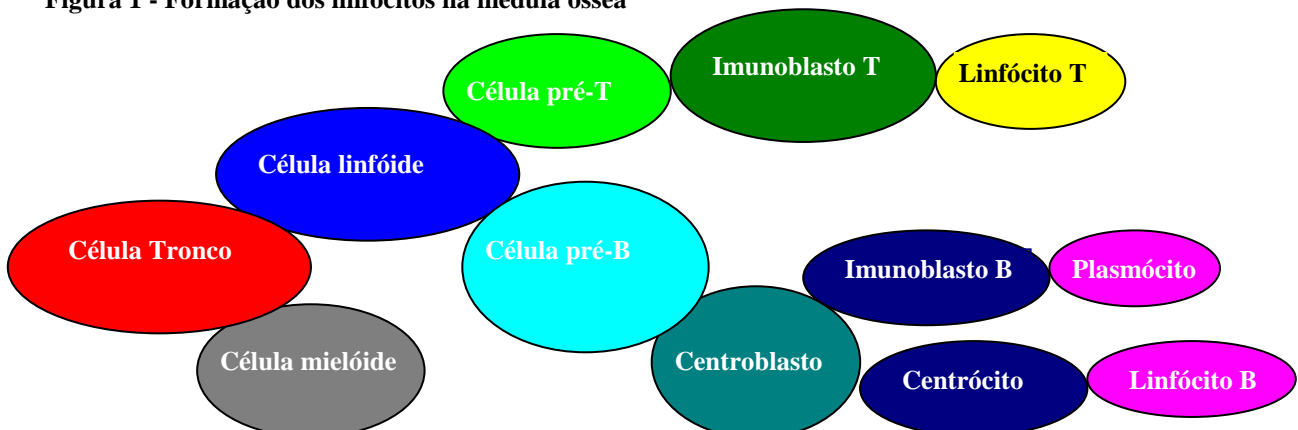 Figura 1 - Formação dos linfócitos na medula óssea
Imunoblasto T
Linfócito T
Célula pré-T
Célula linfóide
Célula Tronco
Célula pré-B
Imunoblasto B
Plasmócito
Célula mielóide
Centroblasto
Centrócito
Linfócito B